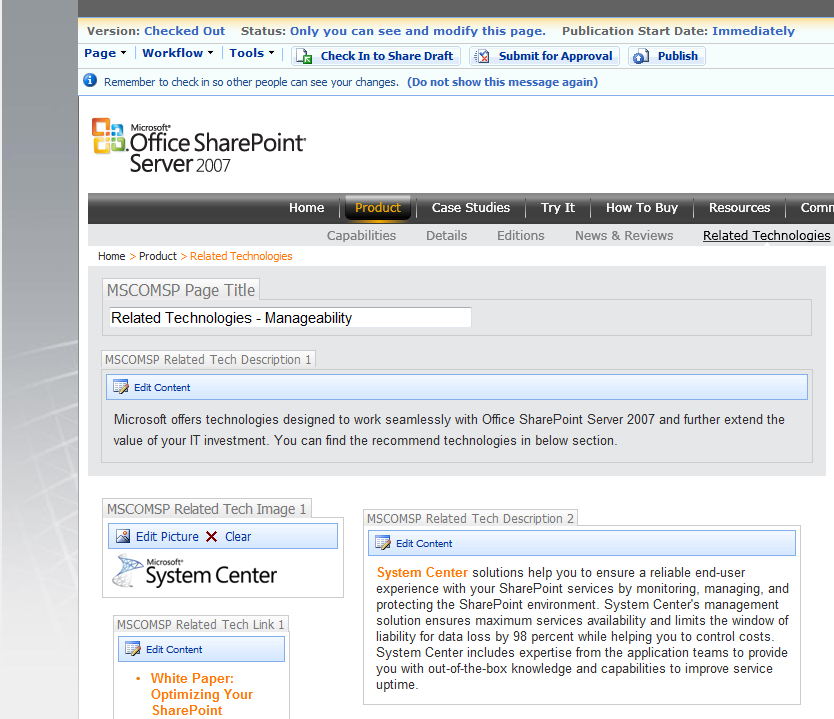 Version: Checked Out Status: Only you can see and modify this page. Publication Start Date: Immediately
Page Workflow Tools Check In to Share Draft Submit for Approval Publish
Remember to check in so other people can see your changes. (Do not show this message again)
Microsoft®
Office SharePoint®
Server 2007
Home Product Case Studies Try It How To Buy Resources Comm
Capabilities Details Editions News & Reviews Related Technologies
Home > Product > Related Technologies
MSCOMSP Page Title
Related Technologies - Manageability
MSCOMSP Related Tech Description 1
Edit Content
Microsoft offers technologies designed to work seamlessly with Office SharePoint Server 2007 and further extend the
value of your IT investment. You can find the recommend technologies in below section.
MSCOMSP Related Tech Image 1
Edit Picture Clear
Microsoft®
System Center
MSCOMSP Related Tech Link 1
Edit Content
• White Paper:
Optimizing Your
SharePoint
MSCOMSP Related Tech Description 2
Edit Content
System Center solutions help you to ensure a reliable end-user
experience with your SharePoint services by monitoring, managing, and
protecting the SharePoint environment. System Center's management
solution ensures maximum services availability and limits the window of
liability for data loss by 98 percent while helping you to control costs.
System Center includes expertise from the application teams to provide
you with out-of-the-box knowledge and capabilities to improve service
uptime.